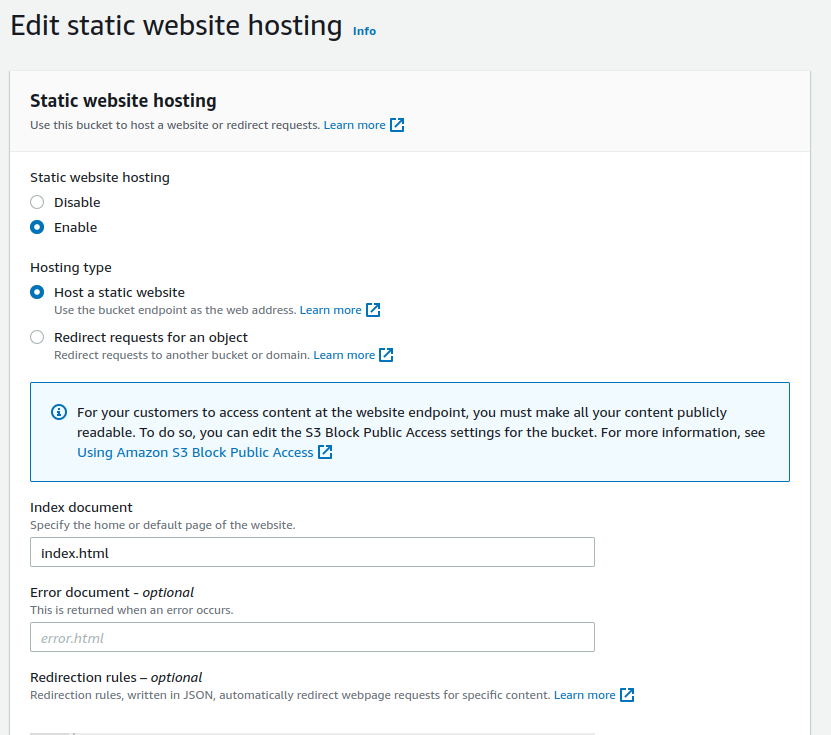 Edit static website hosting Info
Static website hosting
Use this bucket to host a website or redirect requests. Learn more
Static website hosting
Disable
Enable
Hosting type
Host a static website
Use the bucket endpoint as the web address. Learn more
Redirect requests for an object
Redirect requests to another bucket or domain. Learn more
For your customers to access content at the website endpoint, you must make all your content publicly
readable. To do so, you can edit the S3 Block Public Access settings for the bucket. For more information, see
Using Amazon S3 Block Public Access
Index document
Specify the home or default page of the website.
index.html
Error document - optional
This is returned when an error occurs.
error.html
Redirection rules – optional
Redirection rules, written in JSON, automatically redirect webpage requests for specific content. Learn more